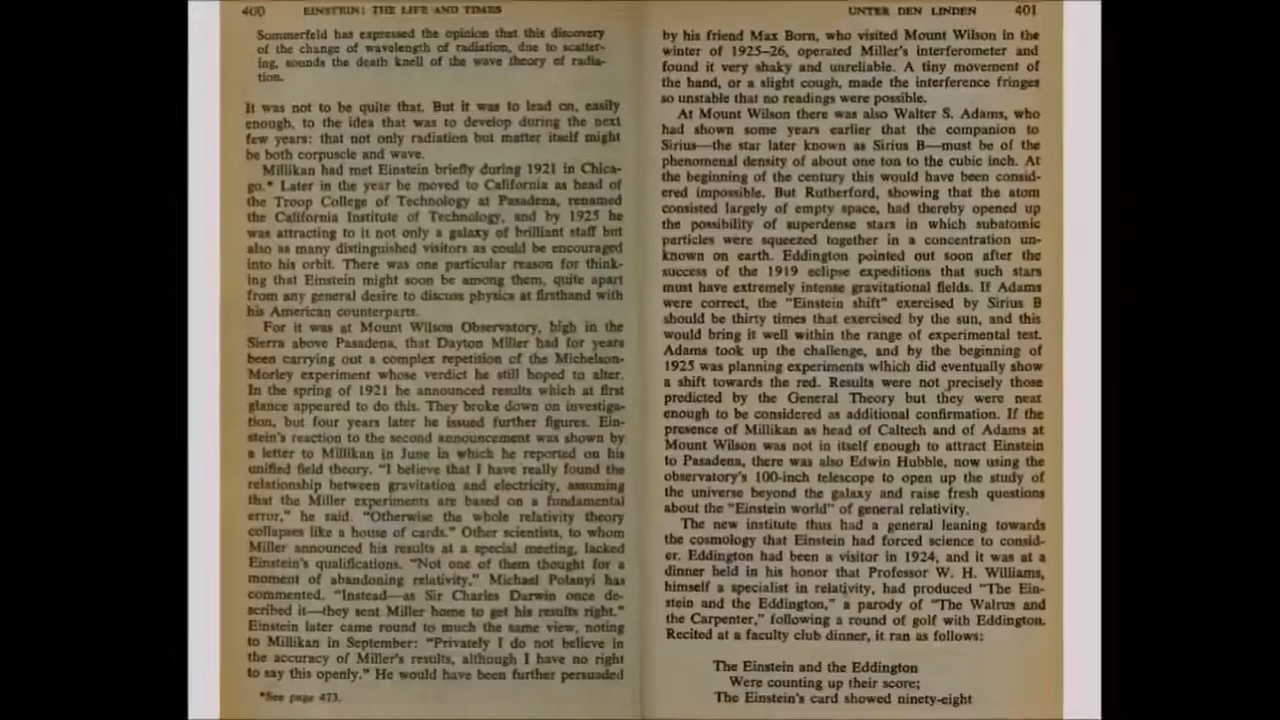 400 EINSTEIN: THE LIFE AND TIMES
Sommerfeld has expressed the opinion that this discovery
of the change of wavelength of radiation, due to scatter-
ing, sounds the death knell of the wave theory of radia-
tion.
It was not to be quite that. But it was to lead on, easily
enough, to the idea that was to develop during the next
few years: that not only radiation but matter itself might
be both corpuscle and wave.
Millikan had met Einstein briefly during 1921 in Chica-
go.* Later in the year he moved to California as head of
the Troop College of Technology at Pasadena, renamed
the California Institute of Technology, and by 1925 he
was attracting to it not only a galaxy of brilliant staff but
also as many distinguished visitors as could be encouraged
into his orbit. There was one particular reason for think-
ing that Einstein might soon be among them, quite apart
from any general desire to discuss physics at firsthand with
his American counterparts.
For it was at Mount Wilson Observatory, high in the
Sierra above Pasadena, that Dayton Miller had for years
been carrying out a complex repetition of the Michelson-
Morley experiment whose verdict he still hoped to alter.
In the spring of 1921 he announced results which at first
glance appeared to do this. They broke down on investiga-
tion, but four years later he issued further figures. Ein-
stein's reaction to the second announcement was shown by
a letter to Millikan in June in which he reported on his
unified field theory. "I believe that I have really found the
relationship between gravitation and electricity, assuming
that the Miller experiments are based on a fundamental
error," he said. "Otherwise the whole relativity theory
collapses like a house of cards." Other scientists, to whom
Miller announced his results at a special meeting, lacked
Einstein's qualifications. "Not one of them thought for a
moment of abandoning relativity," Michael Polanyi has
commented. "Instead—as Sir Charles Darwin once de-
scribed it—they sent Miller home to get his results right."
Einstein later came round to much the same view, noting
to Millikan in September: "Privately I do not believe in
the accuracy of Miller's results, although I have no right
to say this openly." He would have been further persuaded
*See page 473.
UNTER DEN LINDEN 401
by his friend Max Born, who visited Mount Wilson in the
winter of 1925–26, operated Miller's interferometer and
found it very shaky and unreliable. A tiny movement of
the hand, or a slight cough, made the interference fringes
so unstable that no readings were possible.
At Mount Wilson there was also Walter S. Adams, who
had shown some years earlier that the companion to
Sirius—the star later known as Sirius B—must be of the
phenomenal density of about one ton to the cubic inch. At
the beginning of the century this would have been consid-
ered impossible. But Rutherford, showing that the atom
consisted largely of empty space, had thereby opened up
the possibility of superdense stars in which subatomic
particles were squeezed together in a concentration un-
known on earth. Eddington pointed out soon after the
success of the 1919 eclipse expeditions that such stars
must have extremely intense gravitational fields. If Adams
were correct, the "Einstein shift" exercised by Sirius B
should be thirty times that exercised by the sun, and this
would bring it well within the range of experimental test.
Adams took up the challenge, and by the beginning of
1925 was planning experiments which did eventually show
a shift towards the red. Results were not precisely those
predicted by the General Theory but they were near
enough to be considered as additional confirmation. If the
presence of Millikan as head of Caltech and of Adams at
Mount Wilson was not in itself enough to attract Einstein
to Pasadena, there was also Edwin Hubble, now using the
observatory's 100-inch telescope to open up the study of
the universe beyond the galaxy and raise fresh questions
about the "Einstein world" of general relativity.
The new institute thus had a general leaning towards
the cosmology that Einstein had forced science to consid-
er. Eddington had been a visitor in 1924, and it was at a
dinner held in his honor that Professor W. H. Williams,
himself a specialist in relativity, had produced "The Ein-
stein and the Eddington," a parody of "The Walrus and
the Carpenter," following a round of golf with Eddington.
Recited at a faculty club dinner, it ran as follows:
The Einstein and the Eddington
Were counting up their score;
The Einstein's card showed ninety-eight